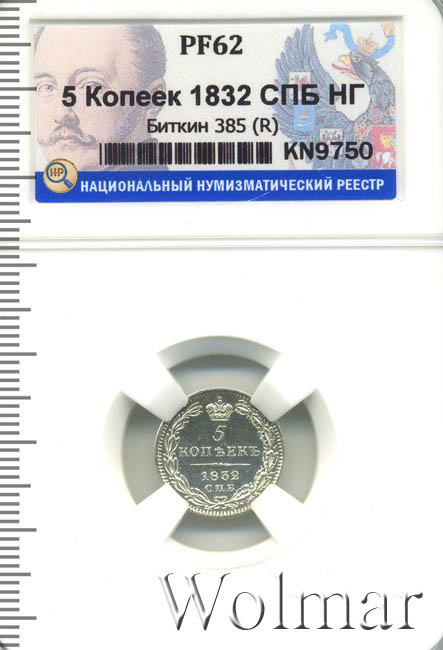 PF62
5 Копеек 1832 СПБ НГ
Биткин 385 (R)
KN9750
НР НАЦИОНАЛЬНЫЙ НУМИЗМАТИЧЕСКИЙ РЕЕСТР
5
КОПѢЕКЪ
1832
С.П.Б.
Wolmar